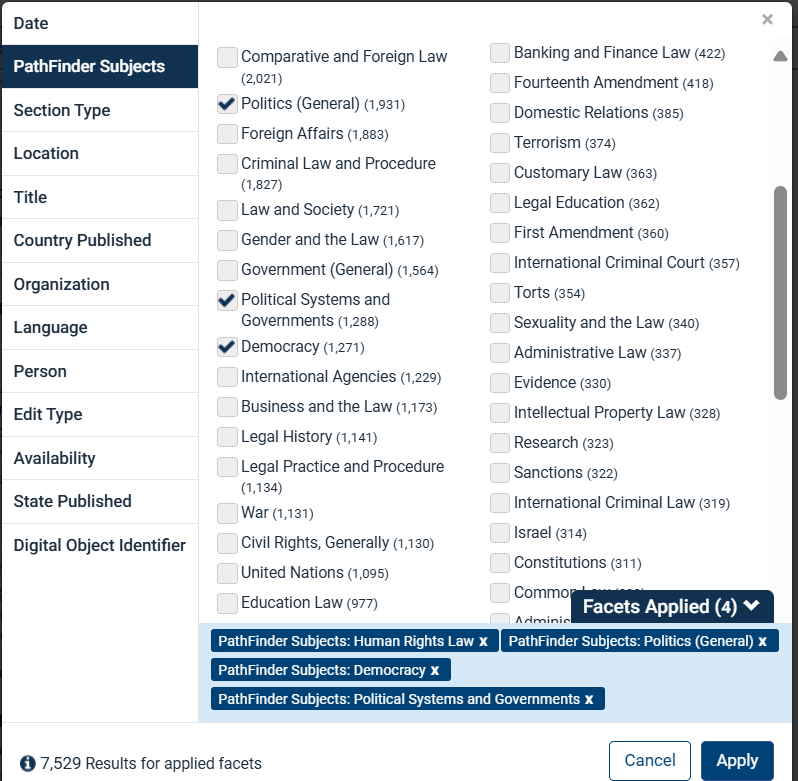 Date
PathFinder Subjects
Section Type
Location
Title
Country Published
Organization
Language
Person
Edit Type
Availability
State Published
Digital Object Identifier
×
Comparative and Foreign Law
(2,021)
Politics (General) (1,931)
Foreign Affairs (1,883)
Criminal Law and Procedure
(1,827)
Law and Society (1,721)
Gender and the Law (1,617)
Government (General) (1,564)
Political Systems and
Governments (1,288)
Democracy (1,271)
International Agencies (1,229)
Business and the Law (1,173)
Legal History (1,141)
Legal Practice and Procedure
(1,134)
War (1,131)
Civil Rights, Generally (1,130)
United Nations (1,095)
Education Law (977)
Banking and Finance Law (422)
Fourteenth Amendment (418)
Domestic Relations (385)
Terrorism (374)
Customary Law (363)
Legal Education (362)
First Amendment (360)
International Criminal Court (357)
Torts (354)
Sexuality and the Law (340)
Administrative Law (337)
Evidence (330)
Intellectual Property Law (328)
Research (323)
Sanctions (322)
International Criminal Law (319)
Israel (314)
Constitutions (311)
Common Law
Facets Applied (4)
PathFinder Subjects: Human Rights Law x PathFinder Subjects: Politics (General) x
PathFinder Subjects: Democracy x
PathFinder Subjects: Political Systems and Governments x
7,529 Results for applied facets
Cancel Apply